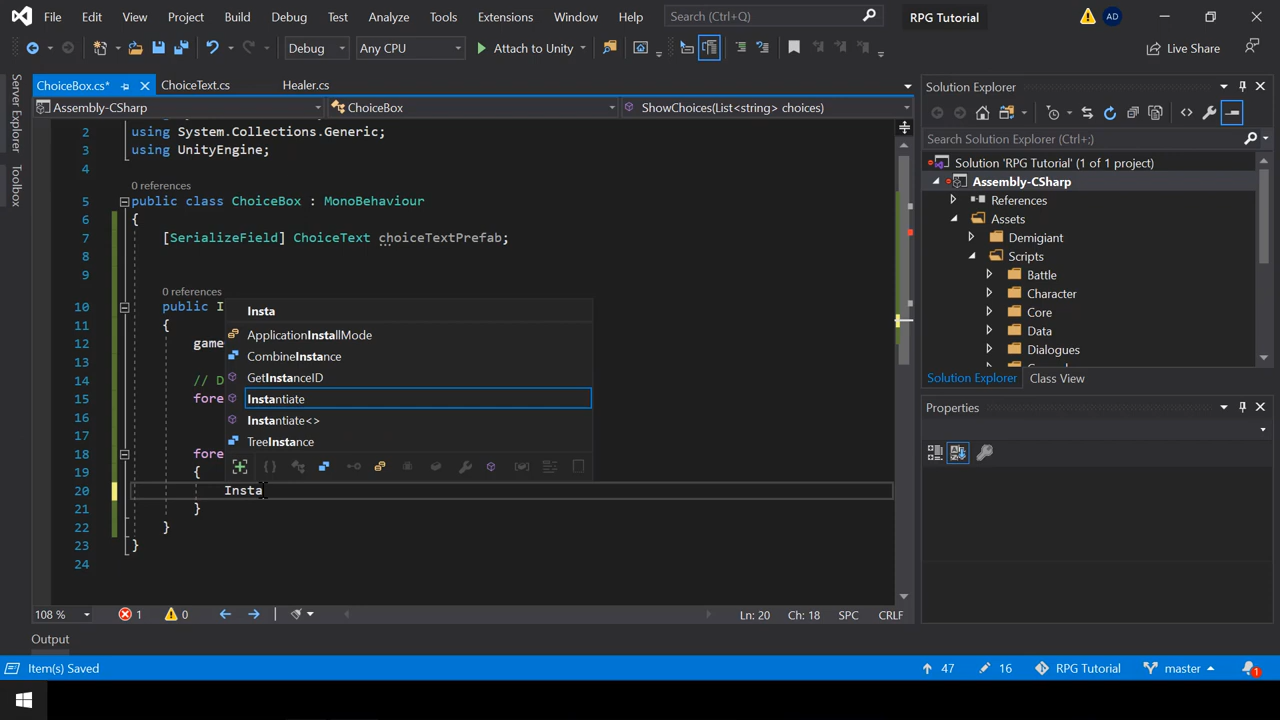 File Edit View Project Build Debug Test Analyze Tools Extensions Window Help Search (Ctrl+Q) RPG Tutorial AD
Debug Any CPU Attach to Unity Live Share
Server Explorer
Toolbox
ChoiceBox.cs* ChoiceText.cs Healer.cs
Assembly-CSharp ChoiceBox ShowChoices(List<string> choices)
2 using System.Collections.Generic;
3 using UnityEngine;
4
0 references
5 public class ChoiceBox : MonoBehaviour
6 {
7 [SerializeField] ChoiceText choiceTextPrefab;
8
9
0 references
10 public I
11 {
12 game
13
14 // D
15 fore
16
17
18 fore
19 {
20 Insta
21 }
22 }
23 }
24
Insta
ApplicationInstallMode
CombineInstance
GetInstanceID
Instantiate
Instantiate<>
TreeInstance
108 % 1 0 Ln: 20 Ch: 18 SPC CRLF
Output
Item(s) Saved 47 16 RPG Tutorial master 1
Solution Explorer
Search Solution Explorer (Ctrl+;)
Solution 'RPG Tutorial' (1 of 1 project)
Assembly-CSharp
References
Assets
Demigiant
Scripts
Battle
Character
Core
Data
Dialogues
Solution Explorer Class View
Properties